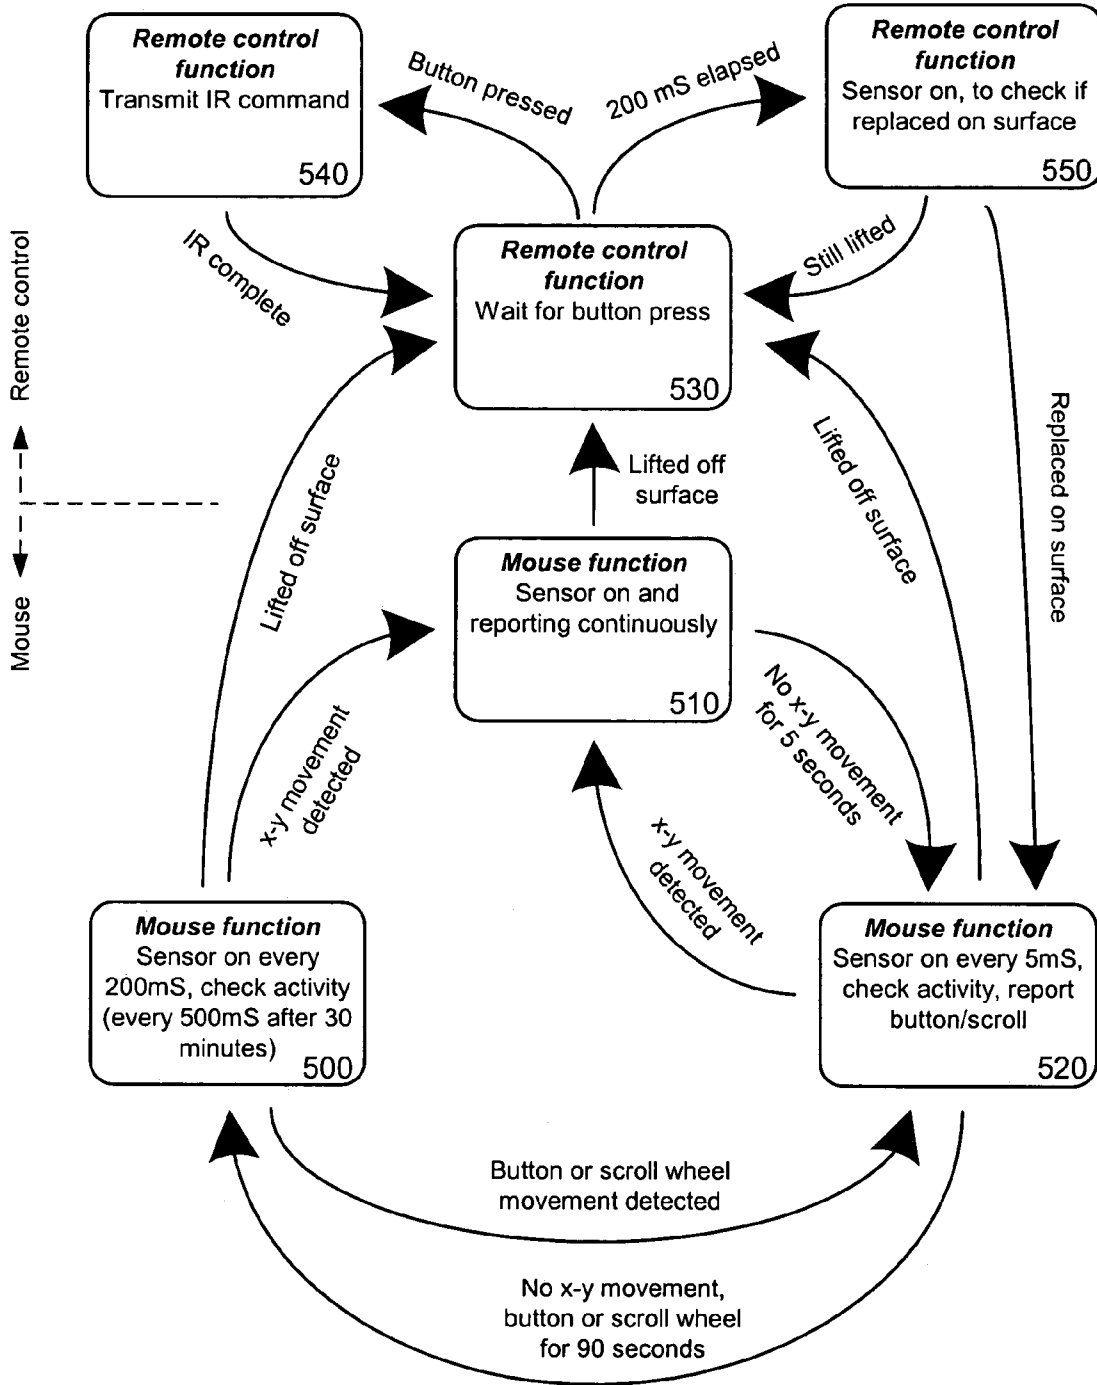 Remote control
function
Transmit IR command
540
Button pressed
200 mS elapsed
Remote control
function
Sensor on, to check if
replaced on surface
550
IR complete
Still lifted
Remote control
function
Wait for button press
530
Remote control
Mouse
Lifted off surface
Lifted off
surface
Lifted off surface
Replaced on surface
Mouse function
Sensor on and
reporting continuously
510
x-y movement
detected
No x-y movement
for 5 seconds
x-y movement
detected
Mouse function
Sensor on every
200mS, check activity
(every 500mS after 30
minutes)
500
Mouse function
Sensor on every 5mS,
check activity, report
button/scroll
520
Button or scroll wheel
movement detected
No x-y movement,
button or scroll wheel
for 90 seconds